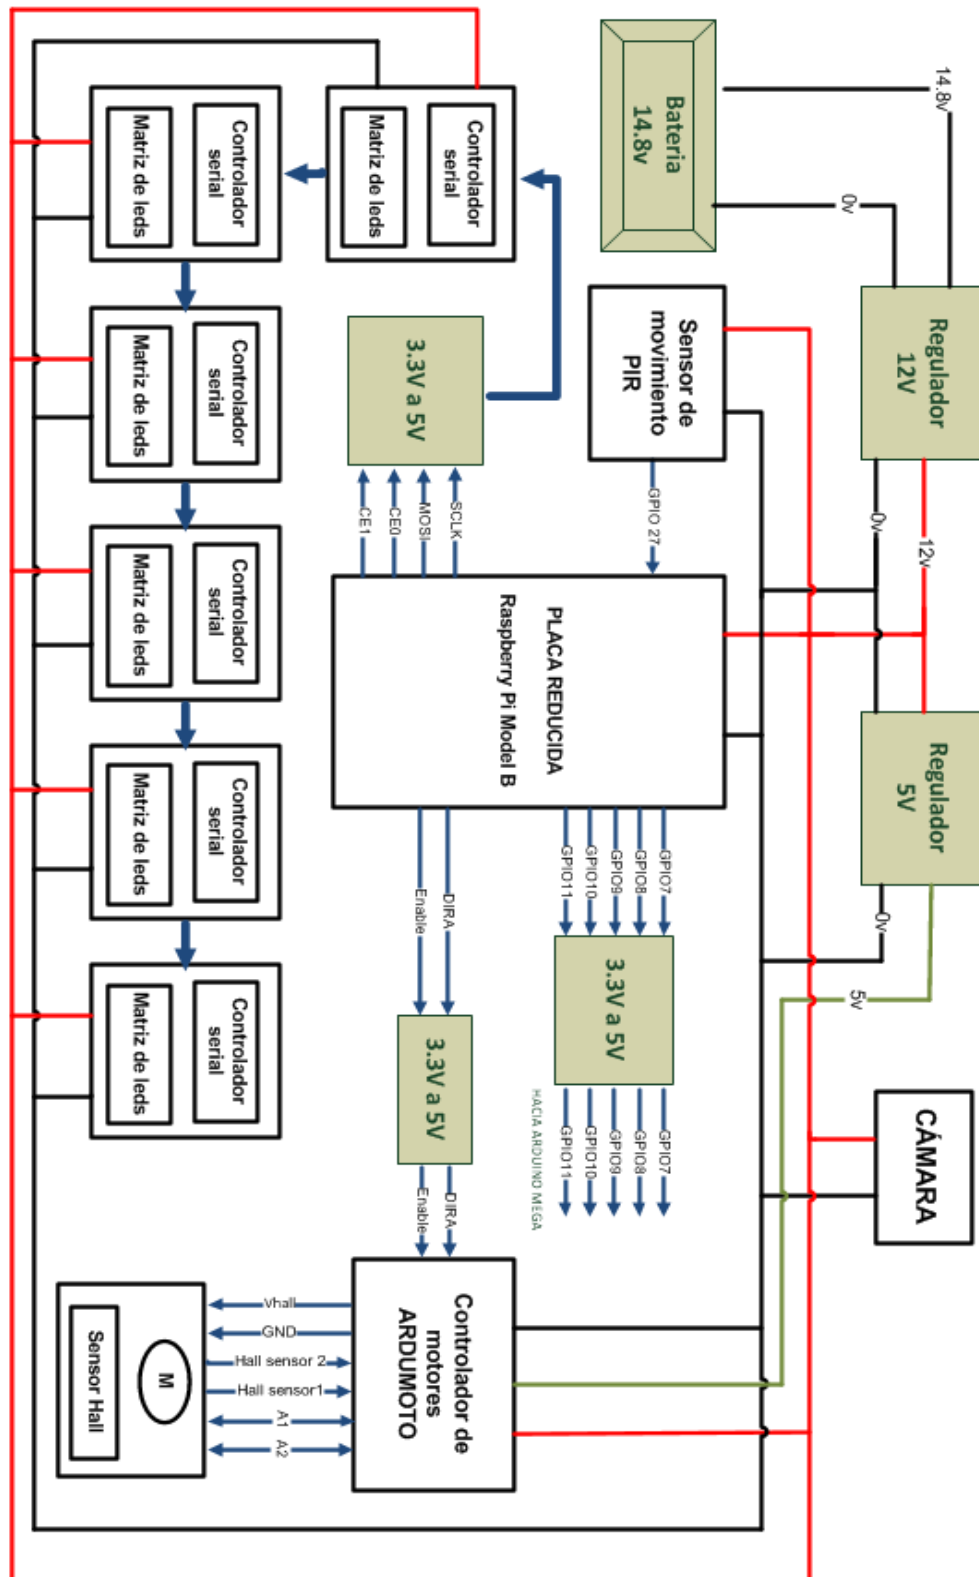 Bateria
14.8v
14.8v
0v
Regulador
12V
0v
12v
Regulador
5V
0v
5v
CÁMARA
Sensor de
movimiento
PIR
GPIO 27
PLACA REDUCIDA
Raspberry Pi Model B
3.3V a 5V
SCLK
MOSI
CE0
CE1
GPIO7
GPIO8
GPIO9
GPIO10
GPIO11
3.3V a 5V
GPIO7
GPIO8
GPIO9
GPIO10
GPIO11
HACIA ARDUINO MEGA
DIRA
Enable
3.3V a 5V
DIRA
Enable
Controlador de
motores
ARDUMOTO
Vhall
GND
Hall sensor 2
Hall sensor1
A1
A2
M
Sensor Hall
Controlador
serial
Matriz de leds
Controlador
serial
Matriz de leds
Controlador
serial
Matriz de leds
Controlador
serial
Matriz de leds
Controlador
serial
Matriz de leds
Controlador
serial
Matriz de leds